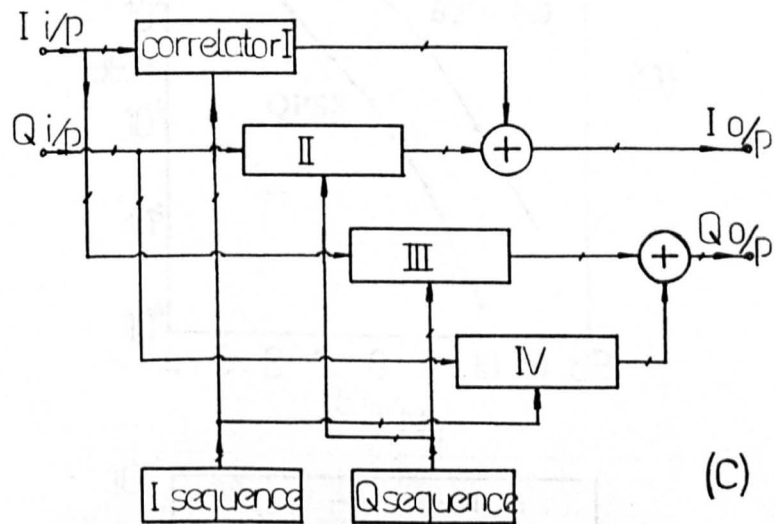 I i/p
correlator I
Q i/p
II
+
I o/p
III
+
Q o/p
IV
I sequence
Q sequence
(C)